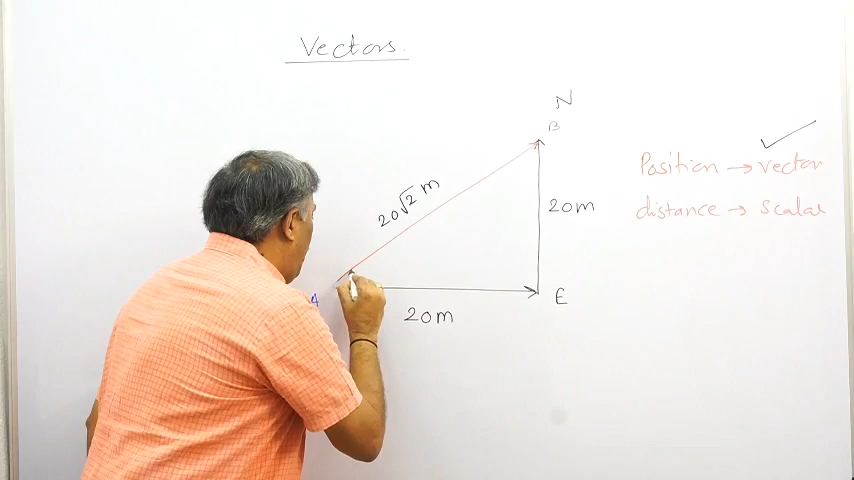 Vectors.
N
B
Position → vector
20√2 m
distance → Scalar
20m
A
E
20m